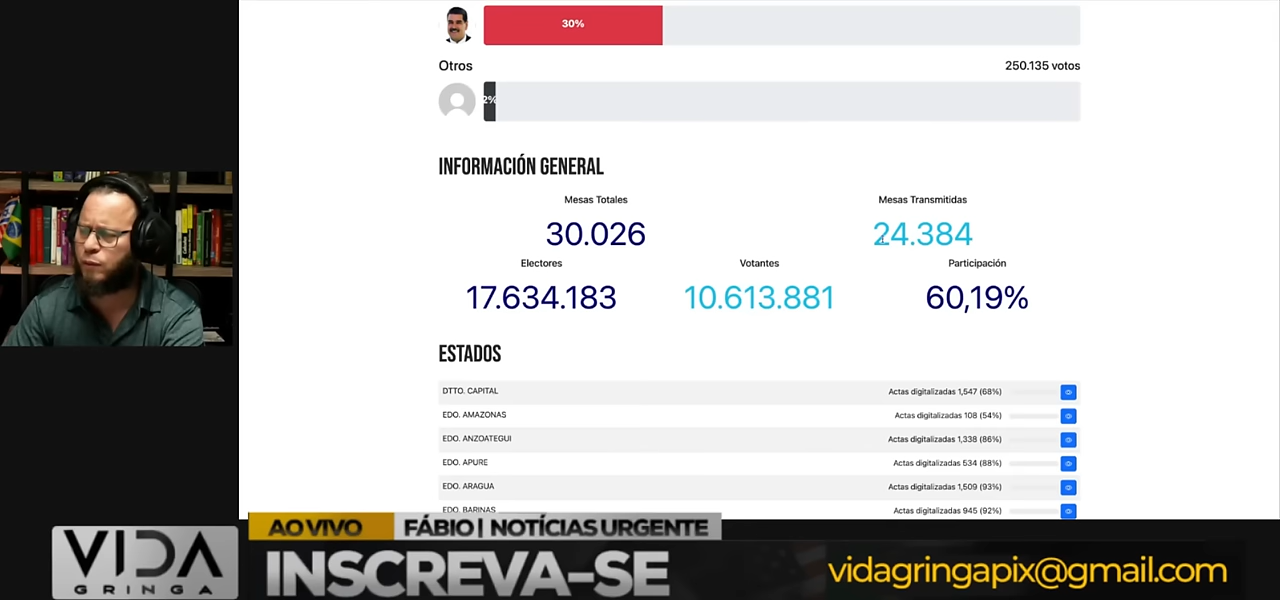 30%
Otros 250.135 votos
2%
INFORMACIÓN GENERAL
Mesas Totales Mesas Transmitidas
30.026 24.384
Electores Votantes Participación
17.634.183 10.613.881 60,19%
ESTADOS
DTTO. CAPITAL Actas digitalizadas 1,547 (68%)
EDO. AMAZONAS Actas digitalizadas 108 (54%)
EDO. ANZOATEGUI Actas digitalizadas 1,338 (86%)
EDO. APURE Actas digitalizadas 534 (88%)
EDO. ARAGUA Actas digitalizadas 1,509 (93%)
EDO. BARINAS Actas digitalizadas 945 (92%)
AO VIVO FÁBIO | NOTÍCIAS URGENTE
VIDA GRINGA
INSCREVA-SE
vidagringapix@gmail.com